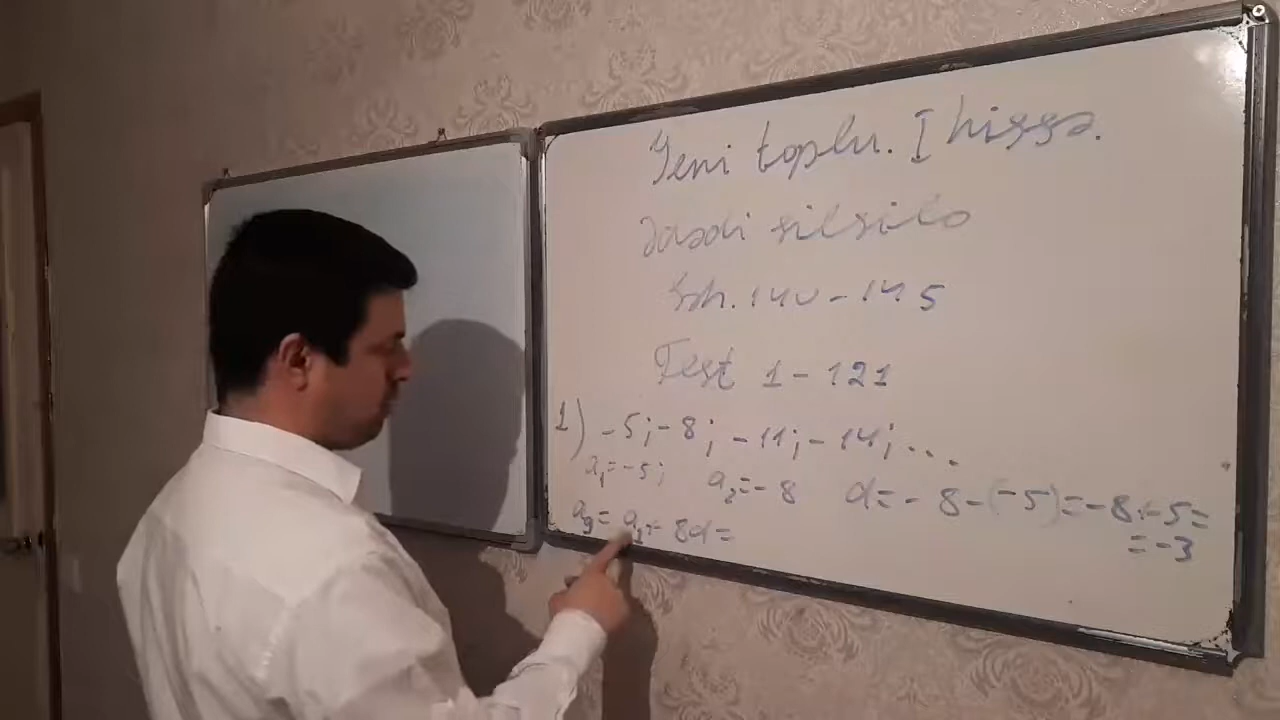 Yeni toplu. I hissə.
Ədədi silsilə
Səh. 140-145
Test 1-121
1) -5; -8; -11; -14; ...
a₁=-5; a₂=-8 d=-8-(-5)=-8+5=
=-3
a₉=a₁+8d=